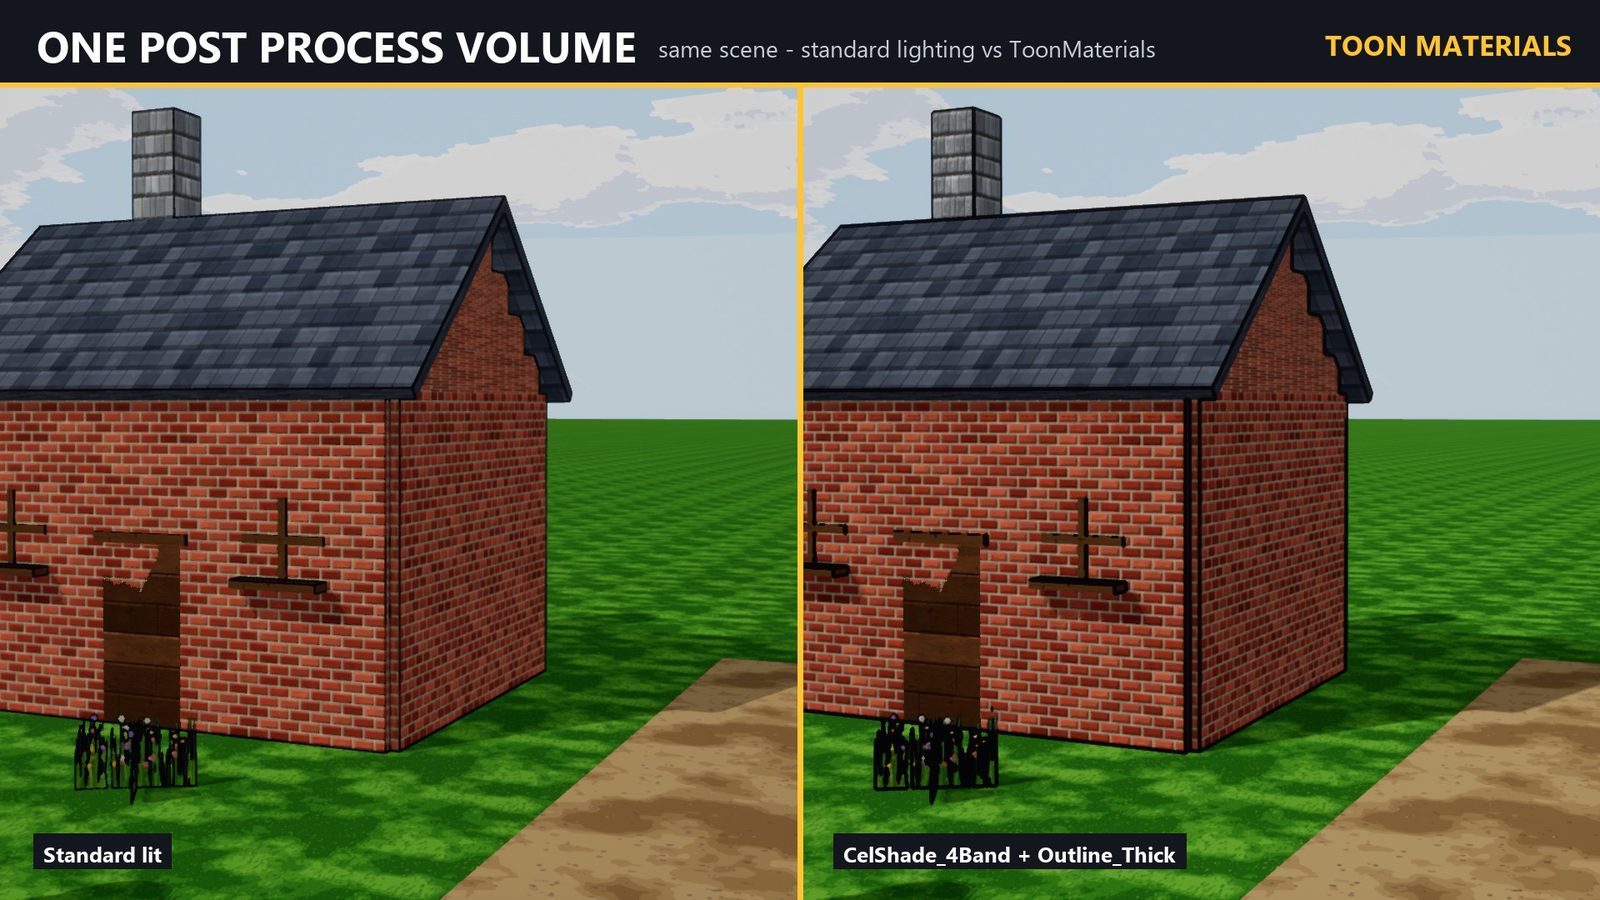 ONE POST PROCESS VOLUME same scene - standard lighting vs ToonMaterials TOON MATERIALS
Standard lit
CelShade_4Band + Outline_Thick